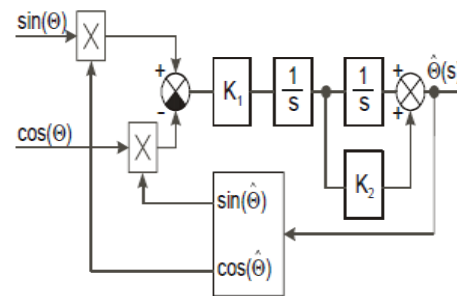 sin(Θ)
X
+
-
K₁
1/s
1/s
+
+
Θ̂(s)
cos(Θ)
X
K₂
sin(Θ̂)
cos(Θ̂)